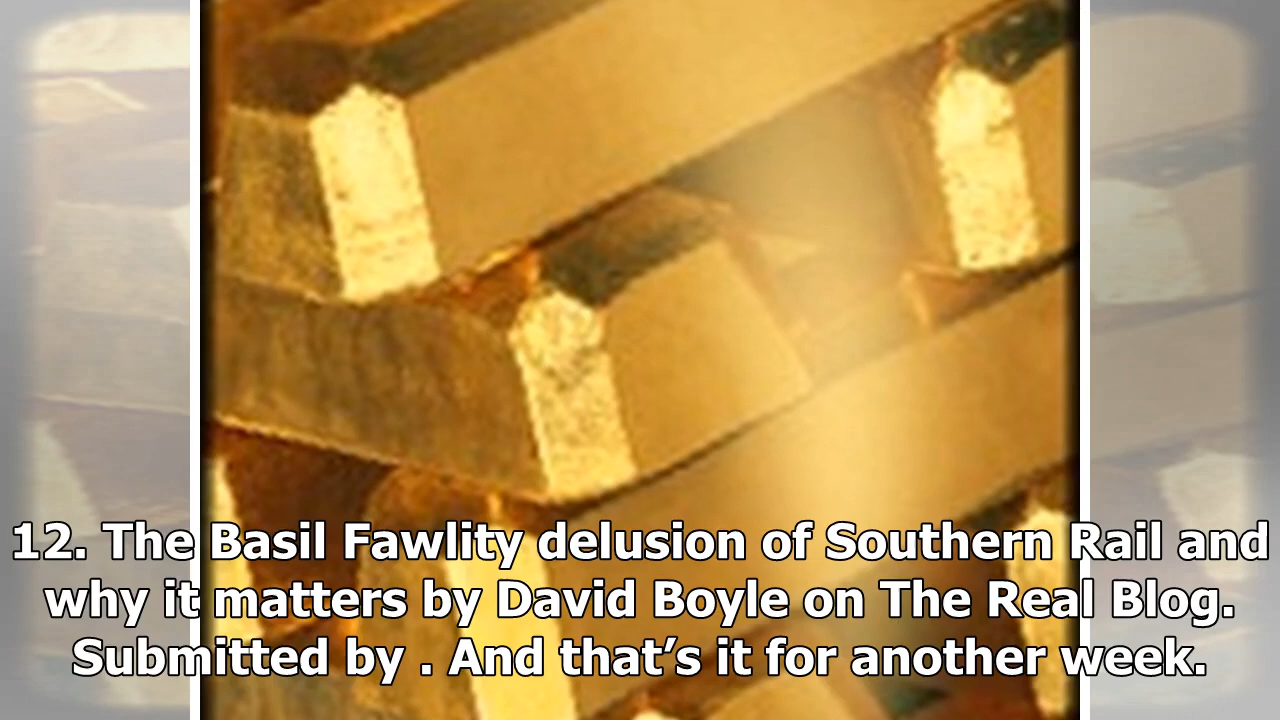 12. The Basil Fawlity delusion of Southern Rail and
why it matters by David Boyle on The Real Blog.
Submitted by . And that’s it for another week.